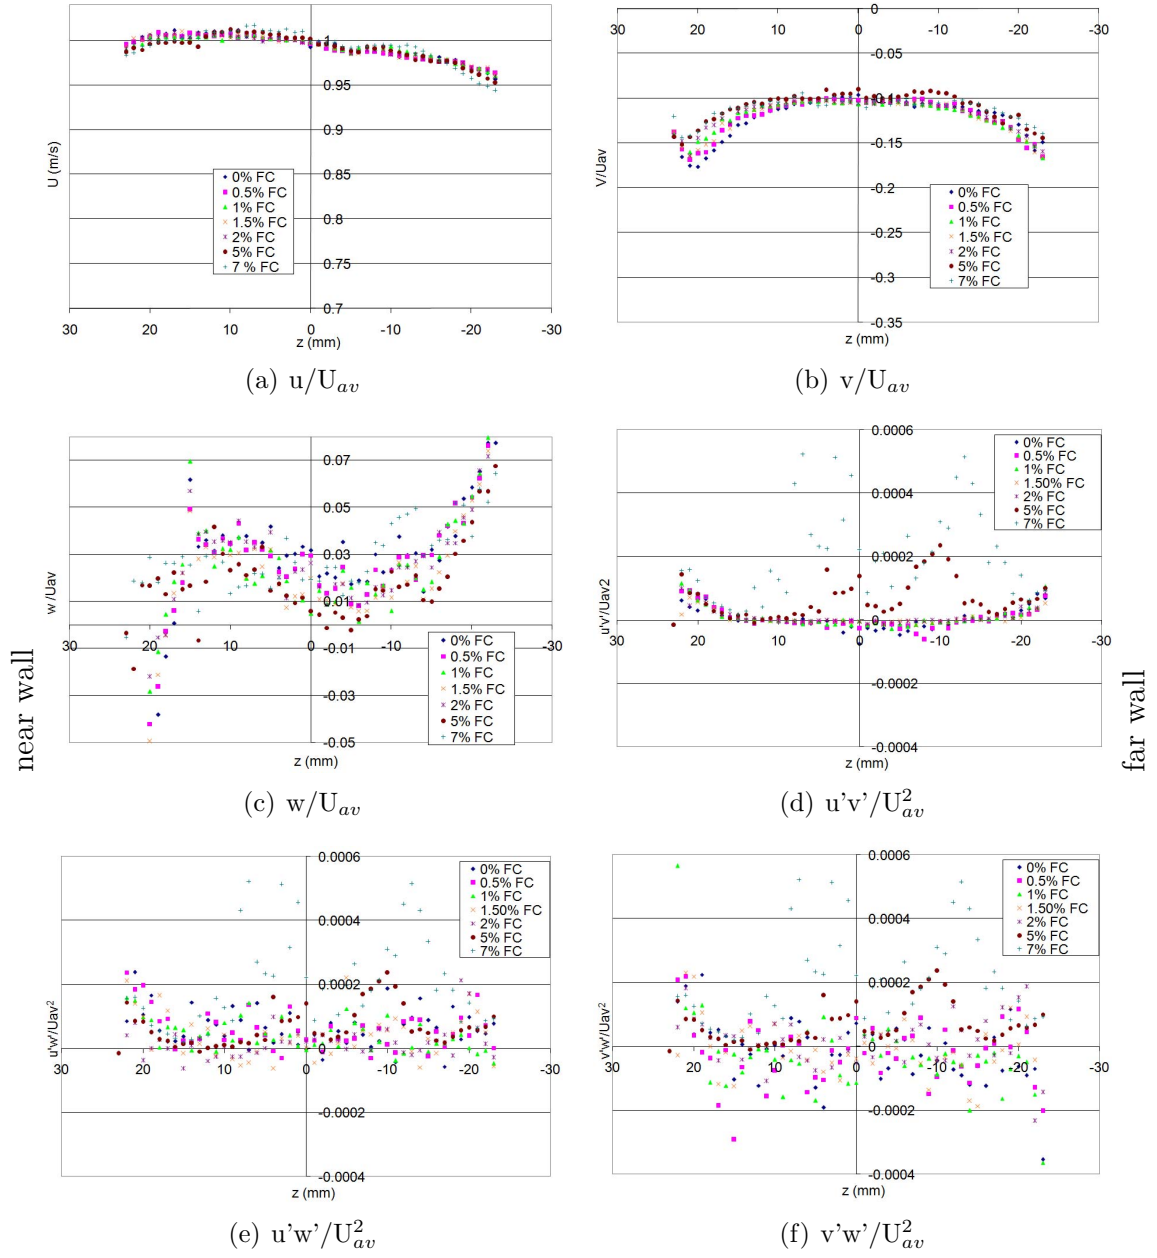 1
0.95
0.9
0.85
0.8
0.75
0.7
U (m/s)
0% FC
0.5% FC
1% FC
1.5% FC
2% FC
5% FC
7 % FC
30 20 10 0 -10 -20 -30
z (mm)
(a) u/U_av
30 20 10 0 -10 -20 -30
0
-0.05
-0.1
-0.15
-0.2
-0.25
-0.3
-0.35
V/Uav
0% FC
0.5% FC
1% FC
1.5% FC
2% FC
5% FC
7% FC
z (mm)
(b) v/U_av
near wall
0.07
0.05
0.03
0.01
-0.01
-0.03
-0.05
w/Uav
30 20 10 0 -10 -20 -30
0% FC
0.5% FC
1% FC
1.5% FC
2% FC
5% FC
7% FC
z (mm)
(c) w/U_av
0.0006
0.0004
0.0002
0
-0.0002
-0.0004
u'v'/Uav2
30 20 10 0 -10 -20 -30
0% FC
0.5% FC
1% FC
1.50% FC
2% FC
5% FC
7% FC
z (mm)
(d) u'v'/U²_av
far wall
0.0006
0.0004
0.0002
0
-0.0002
-0.0004
u'w'/Uav2
30 20 10 0 -10 -20 -30
0% FC
0.5% FC
1% FC
1.50% FC
2% FC
5% FC
7% FC
z (mm)
(e) u'w'/U²_av
0.0006
0.0004
0.0002
0
-0.0002
-0.0004
v'w'/Uav2
30 20 10 0 -10 -20 -30
0% FC
0.5% FC
1% FC
1.50% FC
2% FC
5% FC
7% FC
z (mm)
(f) v'w'/U²_av